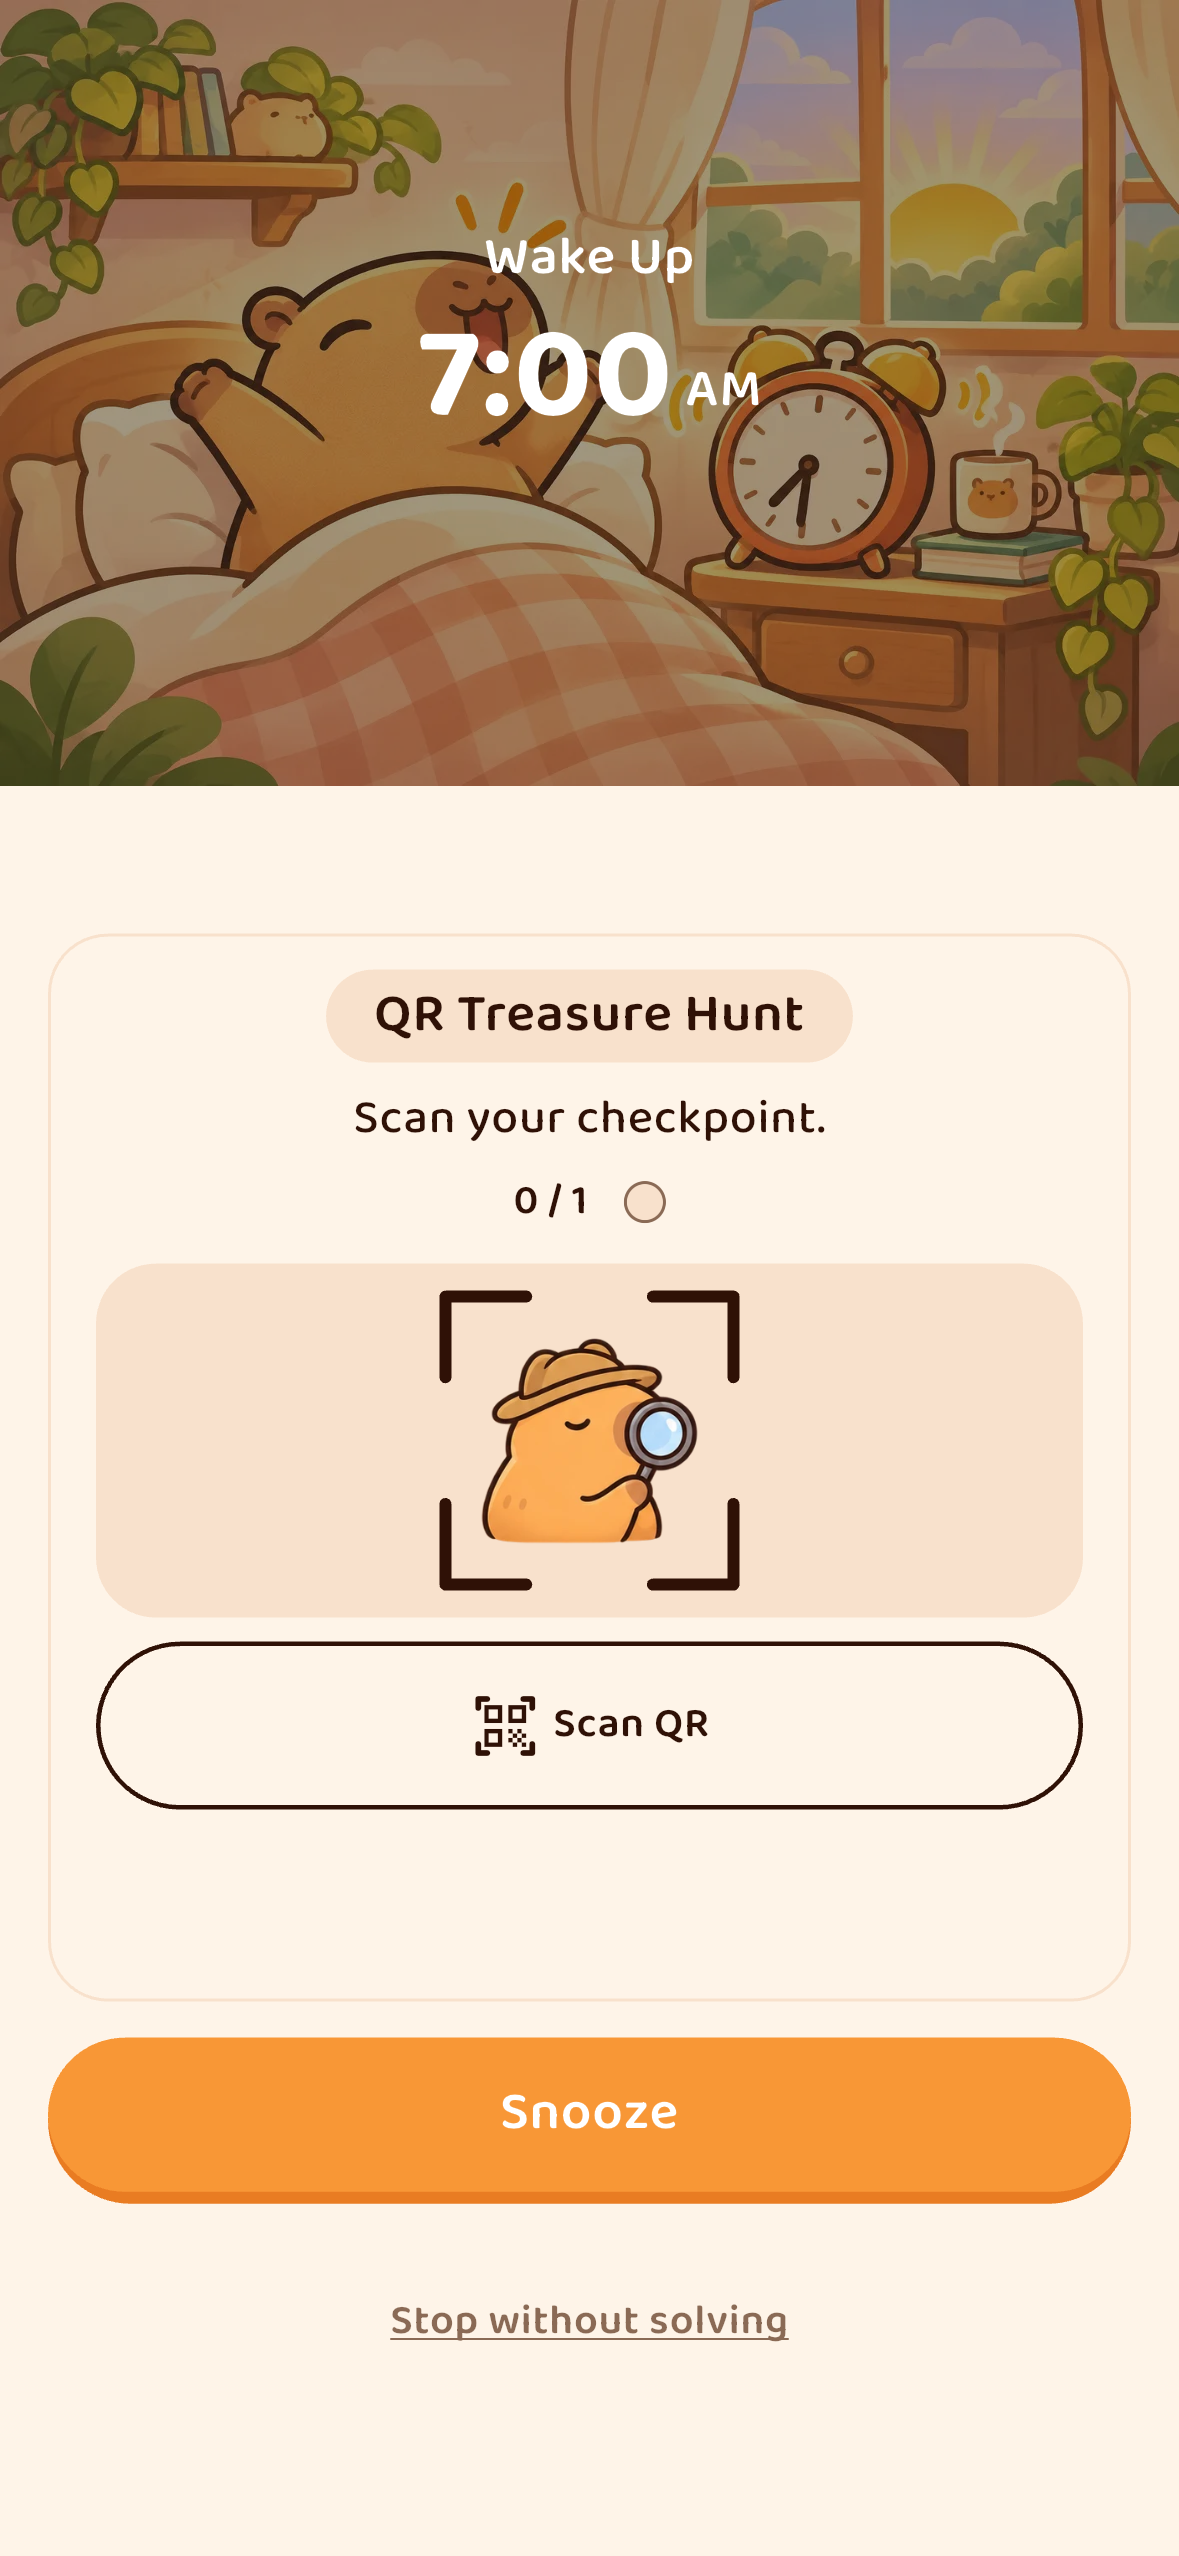 Wake Up
7:00 AM
QR Treasure Hunt
Scan your checkpoint.
0 / 1
Scan QR
Snooze
Stop without solving